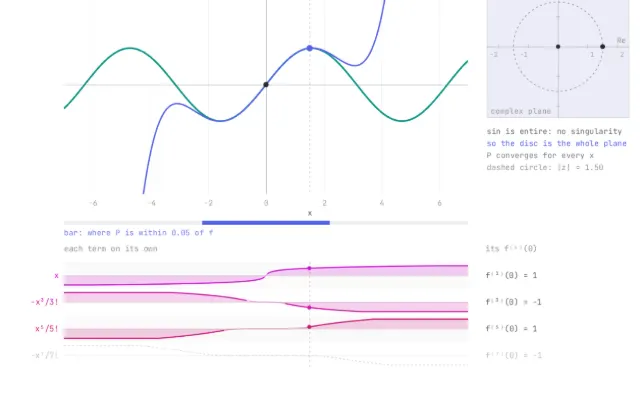 Re
-2 -1 1 2
complex plane
sin is entire: no singularity
so the disc is the whole plane
P converges for every x
dashed circle: |z| = 1.50
-6 -4 -2 0 2 4 6
x
bar: where P is within 0.05 of f
each term on its own
its f⁽ⁿ⁾(0)
x
f⁽¹⁾(0) = 1
-x³/3!
f⁽³⁾(0) = -1
x⁵/5!
f⁽⁵⁾(0) = 1
-x⁷/7!
f⁽⁷⁾(0) = -1